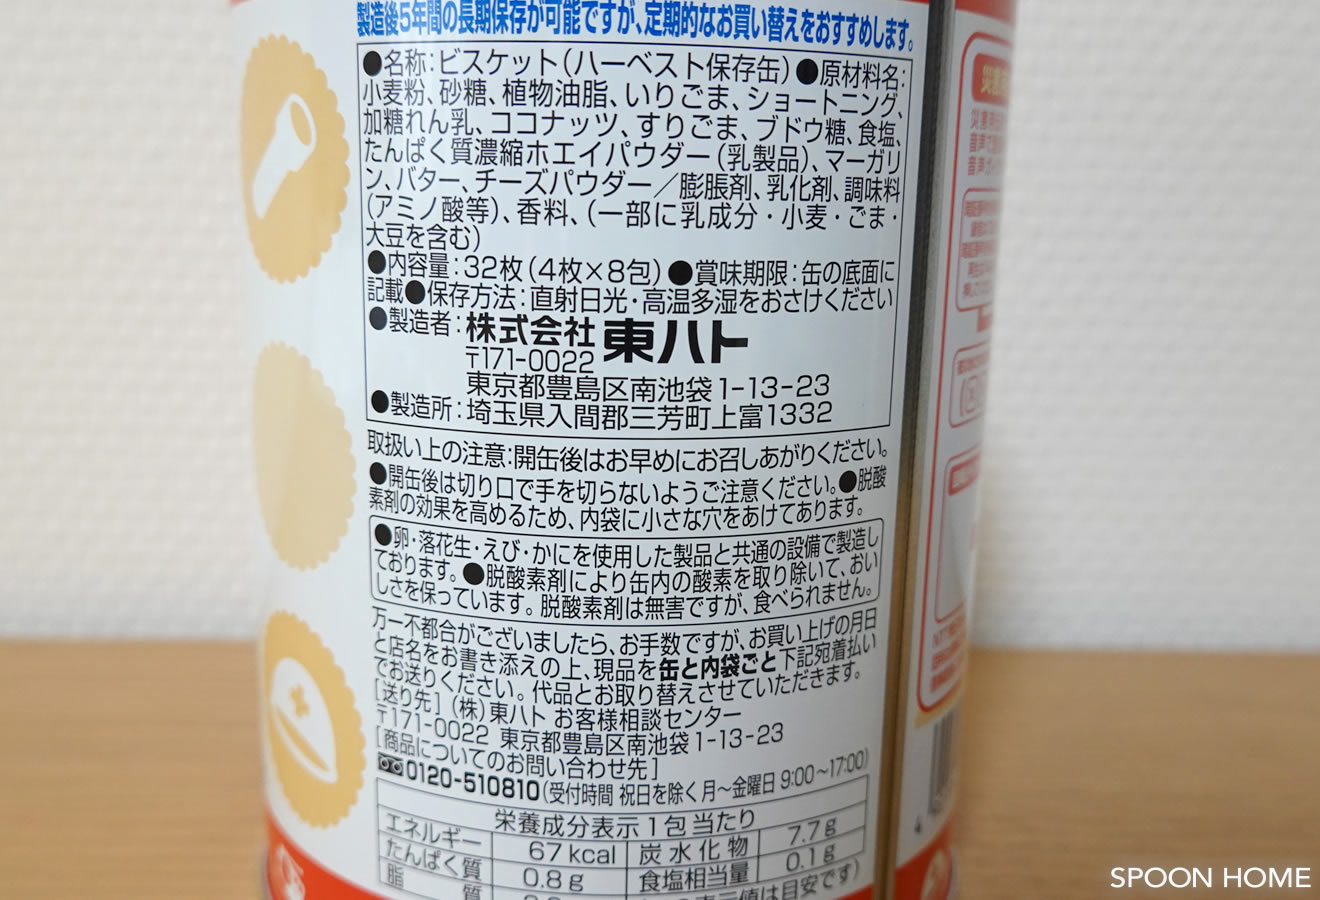 製造後5年間の長期保存が可能ですが、定期的なお買い替えをおすすめします。
●名称：ビスケット（ハーベスト保存缶）●原材料名：
小麦粉、砂糖、植物油脂、いりごま、ショートニング、
加糖れん乳、ココナッツ、すりごま、ブドウ糖、食塩、
たんぱく質濃縮ホエイパウダー（乳製品）、マーガリ
ン、バター、チーズパウダー／膨脹剤、乳化剤、調味料
（アミノ酸等）、香料、（一部に乳成分・小麦・ごま・
大豆を含む）
●内容量：32枚（4枚×8包）●賞味期限：缶の底面に
記載●保存方法：直射日光・高温多湿をおさけください
●製造者：株式会社 東ハト
〒171-0022
東京都豊島区南池袋1-13-23
●製造所：埼玉県入間郡三芳町上富1332
取扱い上の注意：開缶後はお早めにお召しあがりください。
●開缶後は切り口で手を切らないようご注意ください。●脱酸
素剤の効果を高めるため、内袋に小さな穴をあけてあります。
●卵・落花生・えび・かにを使用した製品と共通の設備で製造し
ております。●脱酸素剤により缶内の酸素を取り除いて、おい
しさを保っています。脱酸素剤は無害ですが、食べられません。
万一不都合がございましたら、お手数ですが、お買い上げの月日
と店名をお書き添えの上、現品を缶と内袋ごと下記宛着払い
でお送りください。代品とお取り替えさせていただきます。
［送り先］（株）東ハト お客様相談センター
〒171-0022 東京都豊島区南池袋1-13-23
［商品についてのお問い合わせ先］
0120-510810（受付時間 祝日を除く月～金曜日 9:00～17:00）
栄養成分表示1包当たり
エネルギー 67kcal 炭水化物 7.7g
たんぱく質 0.8g 食塩相当量 0.1g
脂質
値は目安です）
災害
災害
音声で
音声
SPOON HOME